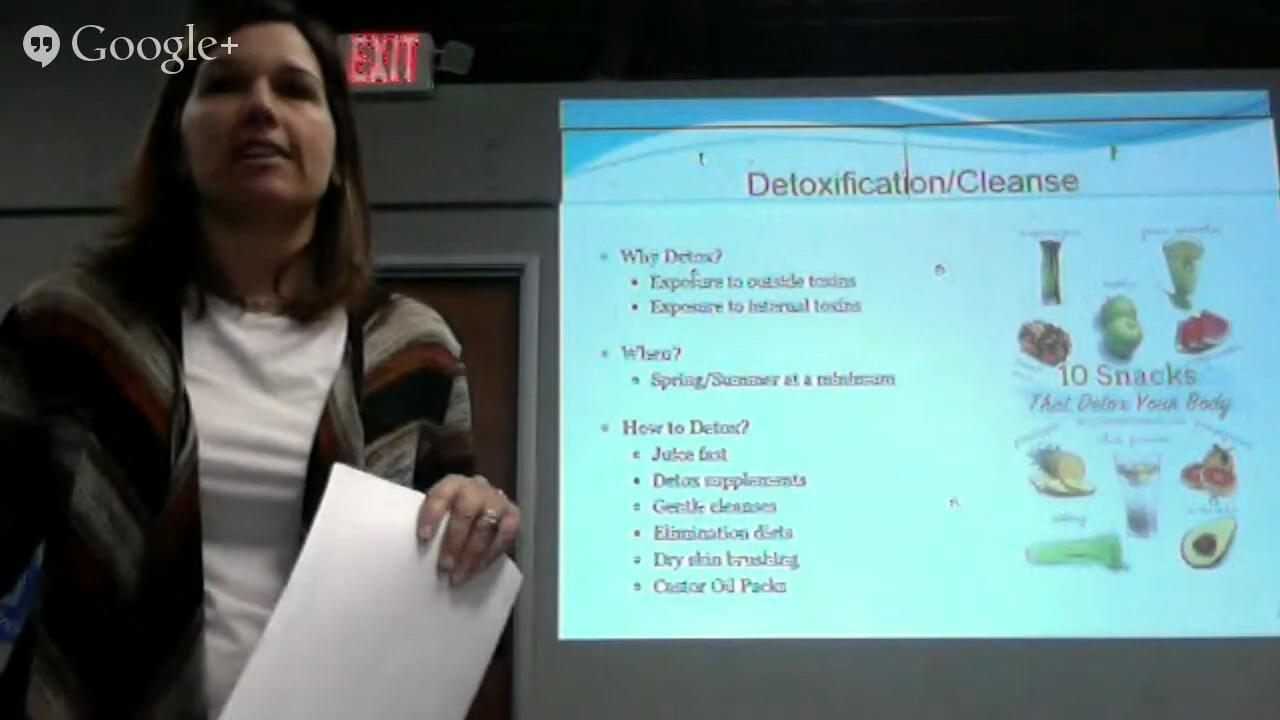 Google+
EXIT
Detoxification/Cleanse
Why Detox?
Exposure to outside toxins
Exposure to internal toxins
When?
Spring/Summer at a minimum
How to Detox?
Juice fast
Detox supplements
Gentle cleanses
Elimination diets
Dry skin brushing
Castor Oil Packs
10 Snacks
That Detox Your Body